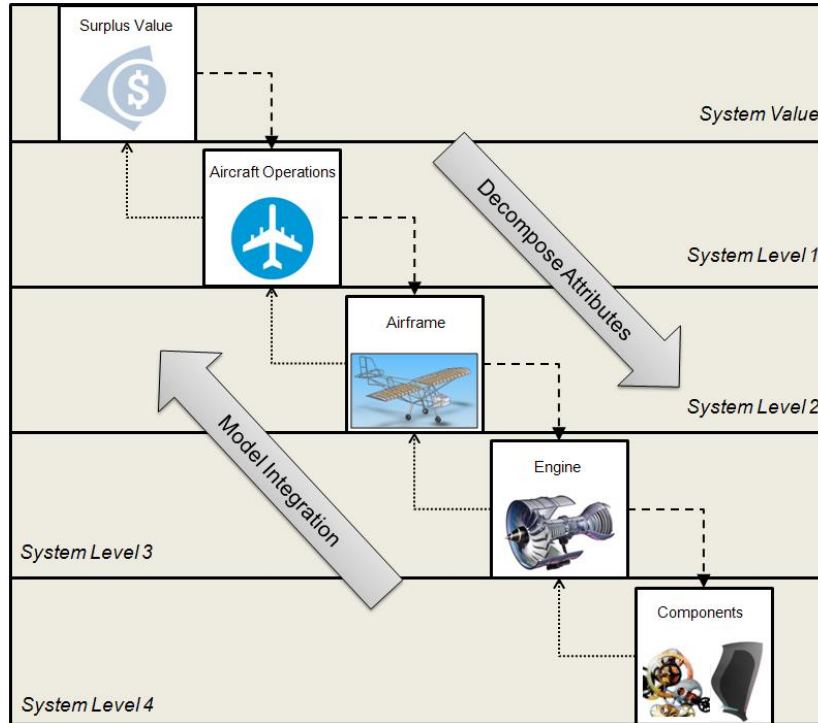 Surplus Value
$
System Value
Aircraft Operations
Decompose Attributes
System Level 1
Airframe
System Level 2
Model Integration
Engine
System Level 3
Components
System Level 4